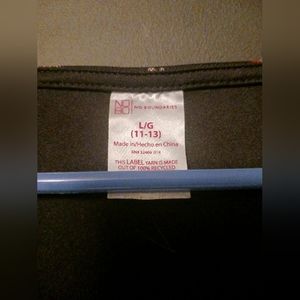 NO
BO
NO BOUNDARIES
L/G
(11-13)
Made in/Hecho en China
THIS LABEL YARN IS MADE
OUT OF 100% RECYCLED